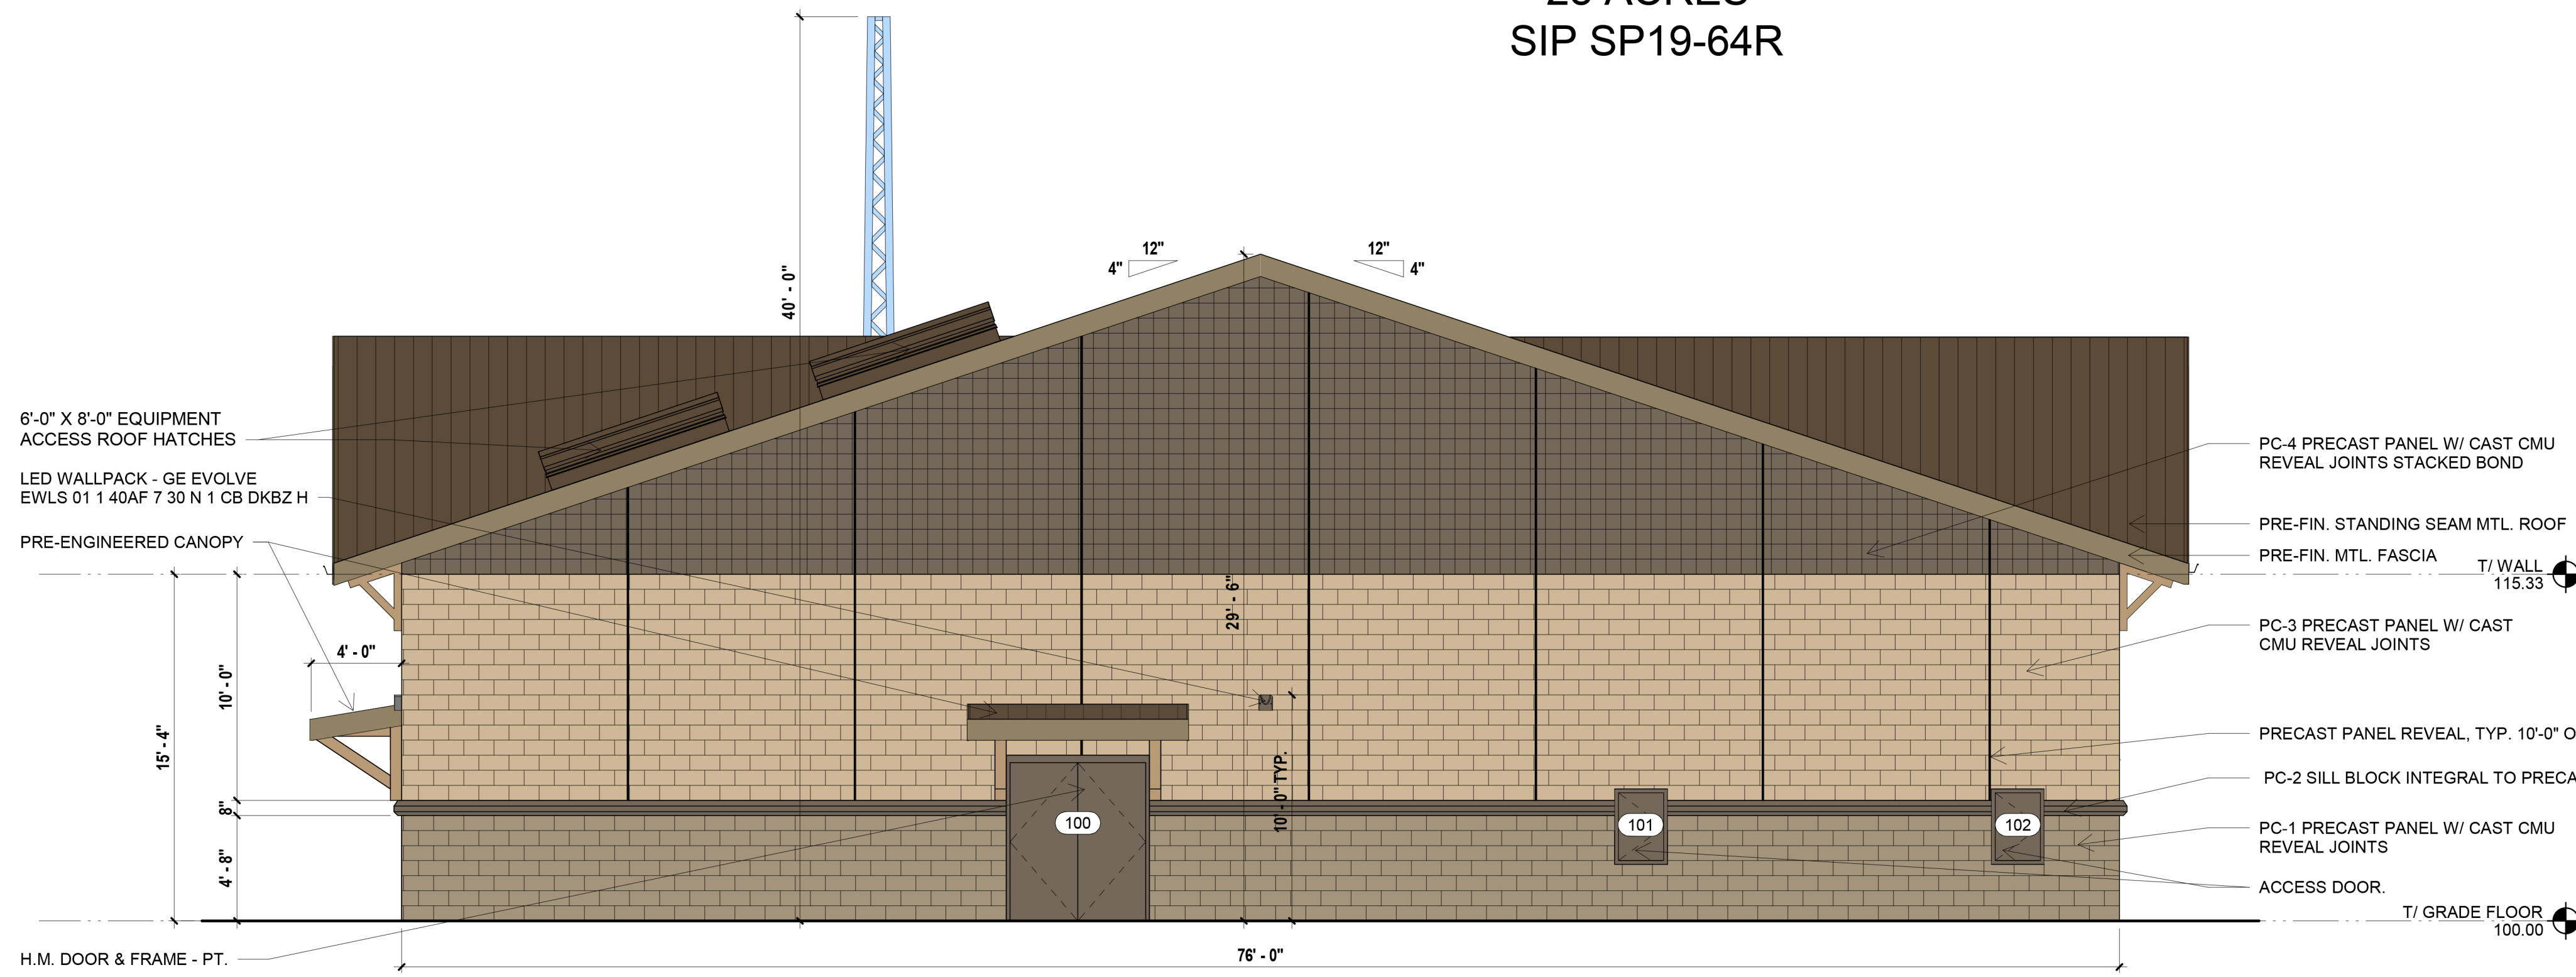 SIP SP19-64R
40' - 0"
12"
4"
12"
4"
6'-0" X 8'-0" EQUIPMENT
ACCESS ROOF HATCHES
LED WALLPACK - GE EVOLVE
EWLS 01 1 40AF 7 30 N 1 CB DKBZ H
PRE-ENGINEERED CANOPY
PC-4 PRECAST PANEL W/ CAST CMU
REVEAL JOINTS STACKED BOND
PRE-FIN. STANDING SEAM MTL. ROOF
PRE-FIN. MTL. FASCIA
T/ WALL
115.33
PC-3 PRECAST PANEL W/ CAST
CMU REVEAL JOINTS
29' - 6"
4' - 0"
10' - 0"
15' - 4"
8"
4' - 8"
10' - 0" TYP.
PRECAST PANEL REVEAL, TYP. 10'-0" O
PC-2 SILL BLOCK INTEGRAL TO PRECA
100
101
102
PC-1 PRECAST PANEL W/ CAST CMU
REVEAL JOINTS
ACCESS DOOR.
T/ GRADE FLOOR
100.00
H.M. DOOR & FRAME - PT.
76' - 0"